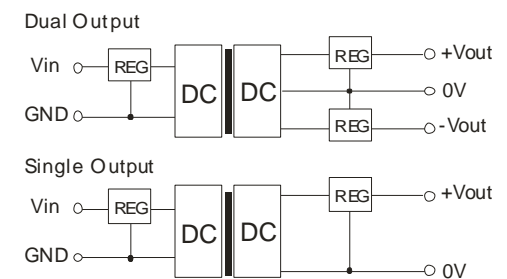 Dual Output
Vin REG REG +Vout
DC DC 0V
GND REG -Vout
Single Output
Vin REG REG +Vout
DC DC
GND 0V